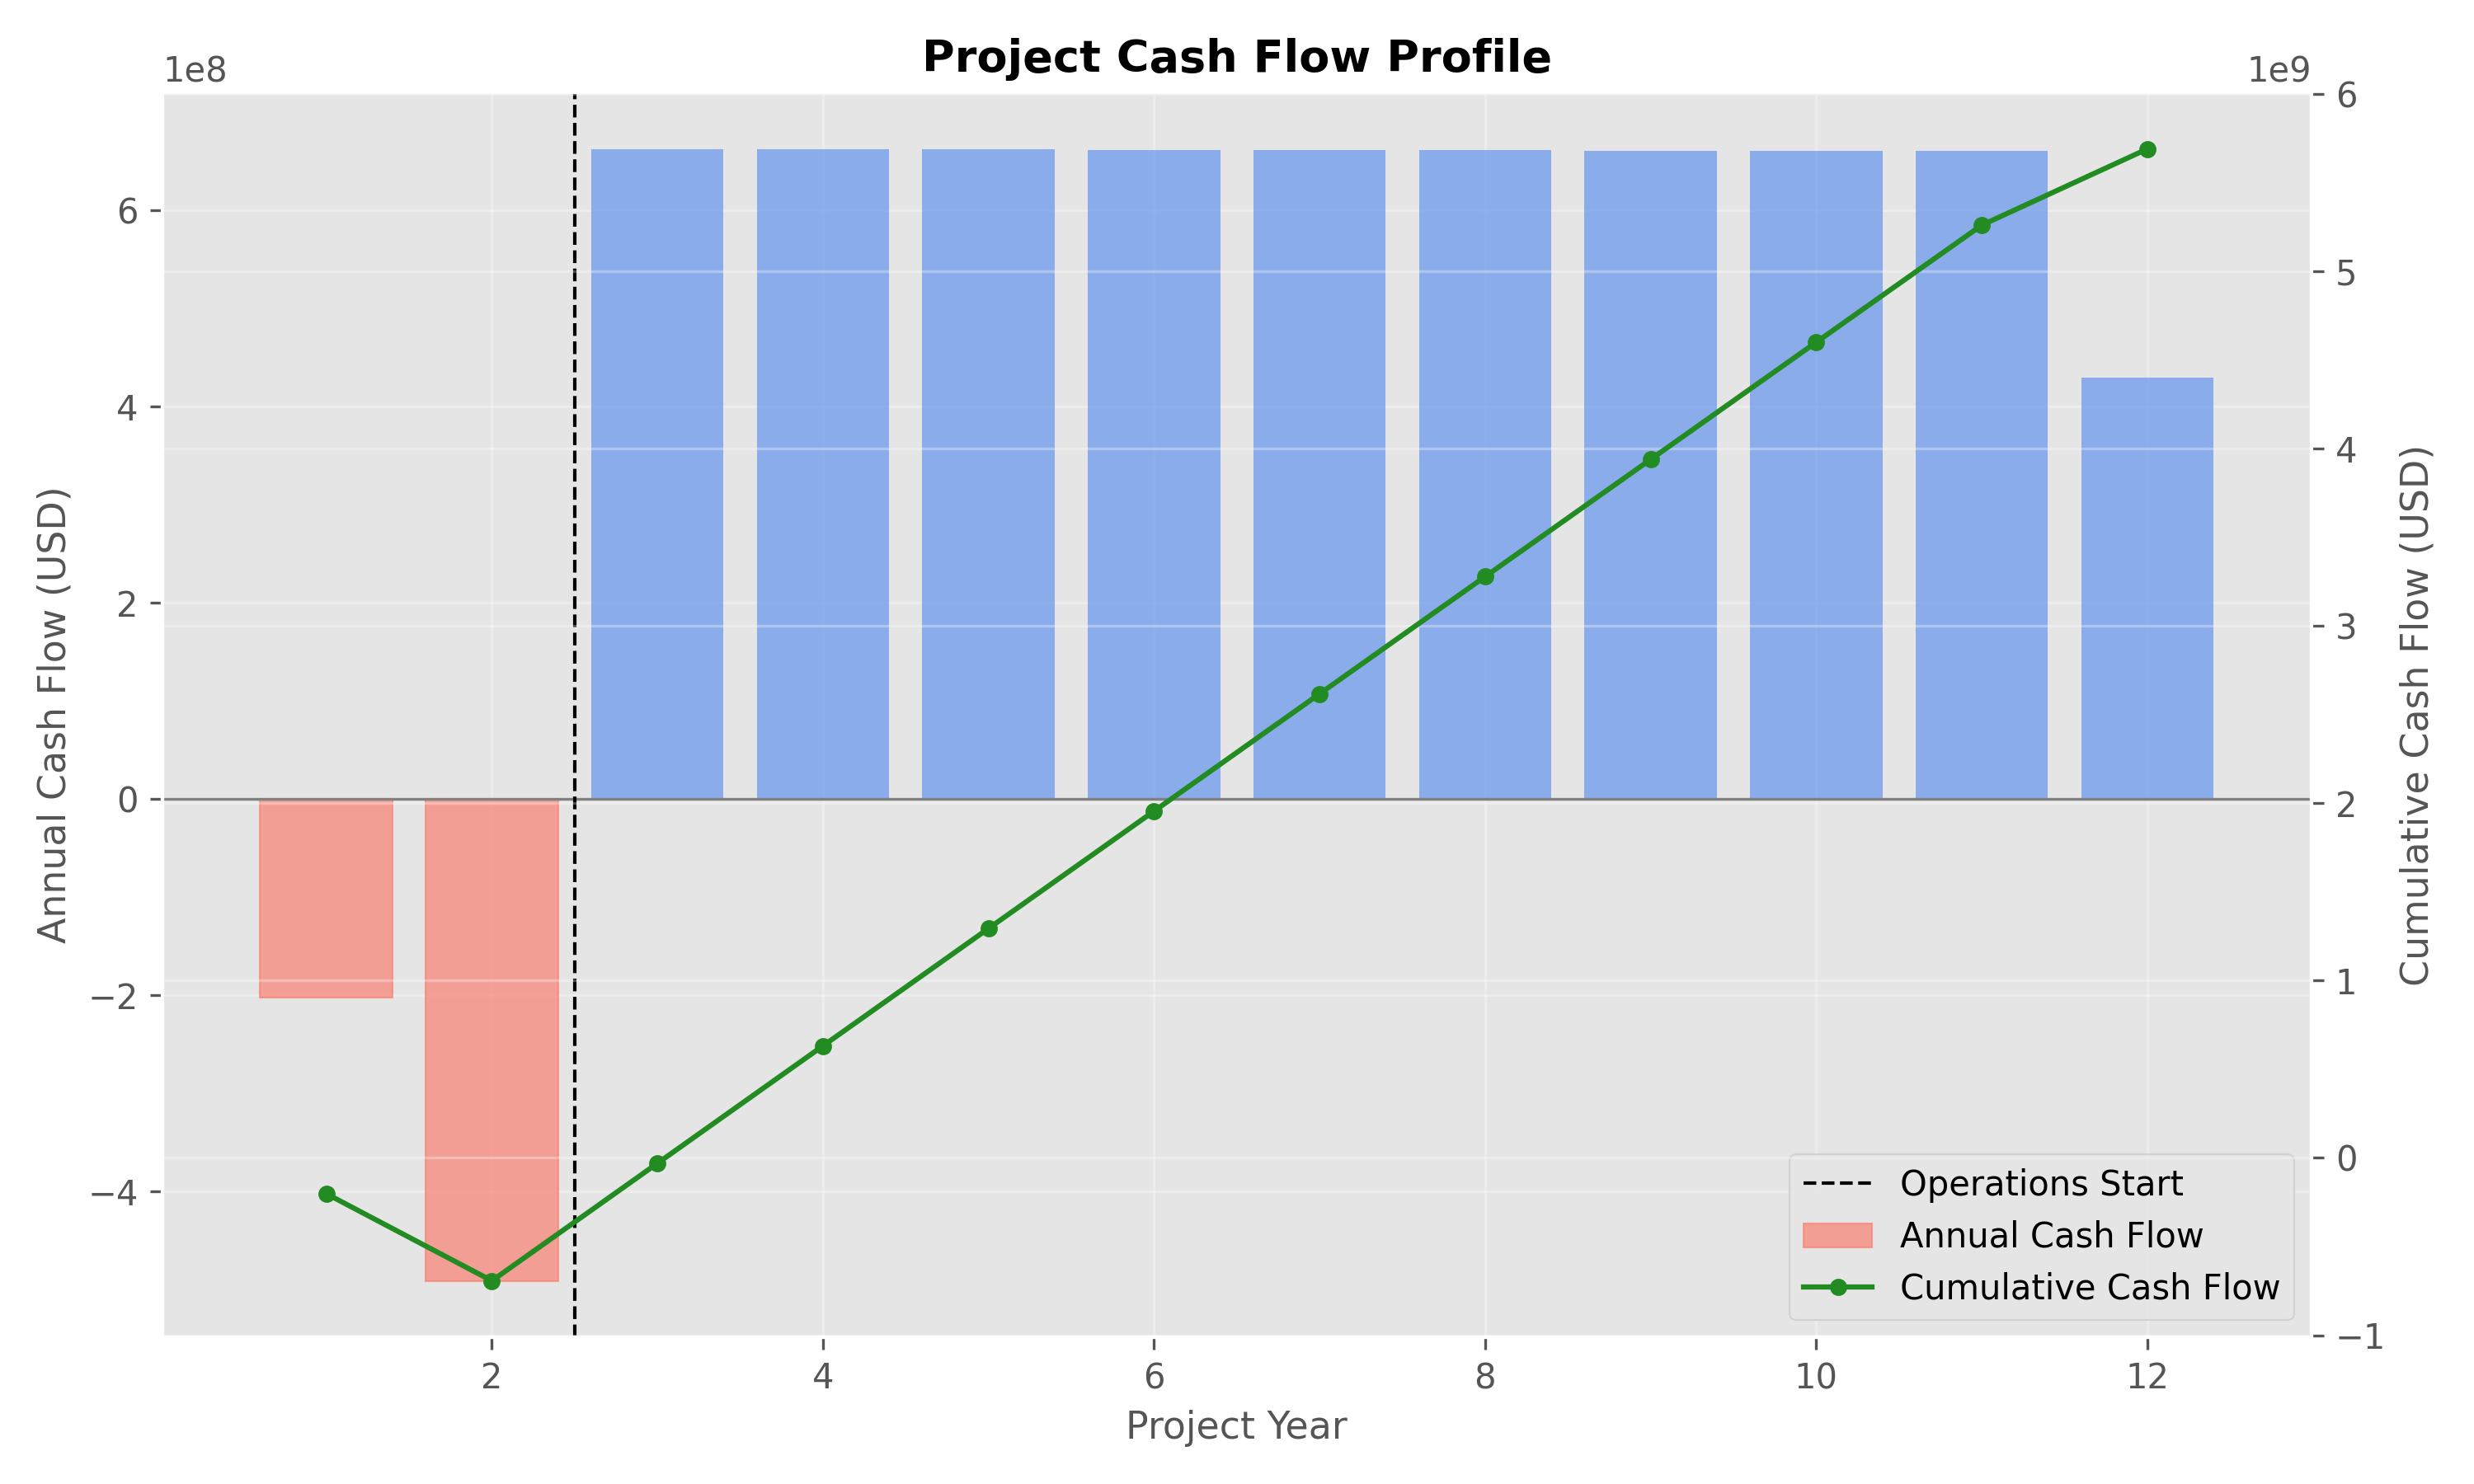 Project Cash Flow Profile
1e8
1e9
6
4
2
0
−2
−4
Annual Cash Flow (USD)
6
5
4
3
2
1
0
−1
Cumulative Cash Flow (USD)
Operations Start
Annual Cash Flow
Cumulative Cash Flow
2
4
6
8
10
12
Project Year